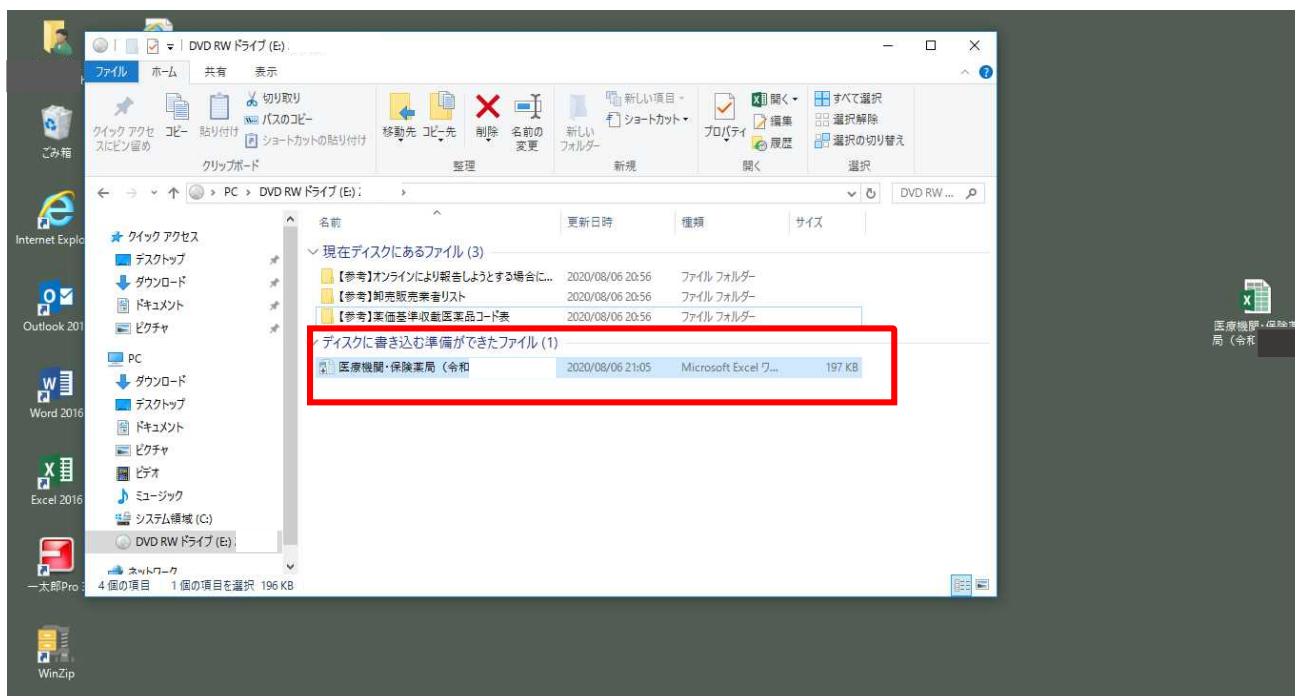 DVD RW ドライブ (E:)
ファイル ホーム 共有 表示
クイック アクセスにピン留め
コピー
貼り付け
切り取り
パスのコピー
ショートカットの貼り付け
クリップボード
移動先
コピー先
削除
名前の変更
整理
新しいフォルダー
新しい項目
ショートカット
新規
プロパティ
開く
編集
履歴
開く
すべて選択
選択解除
選択の切り替え
選択
PC DVD RW ドライブ (E:)
DVD RW ...
名前 更新日時 種類 サイズ
現在ディスクにあるファイル (3)
【参考】オンラインにより報告しようとする場合に... 2020/08/06 20:56 ファイル フォルダー
【参考】卸売販売業者リスト 2020/08/06 20:56 ファイル フォルダー
【参考】薬価基準収載医薬品コード表 2020/08/06 20:56 ファイル フォルダー
ディスクに書き込む準備ができたファイル (1)
医療機関・保険薬局（令和 2020/08/06 21:05 Microsoft Excel ワ... 197 KB
クイック アクセス
デスクトップ
ダウンロード
ドキュメント
ピクチャ
PC
ダウンロード
デスクトップ
ドキュメント
ピクチャ
ビデオ
ミュージック
システム領域 (C:)
DVD RW ドライブ (E:)
ネットワーク
4 個の項目 1 個の項目を選択 196 KB
ごみ箱
Internet Explo
Outlook 201
Word 2016
Excel 2016
一太郎Pro
WinZip
医療機関・保険薬
局（令和